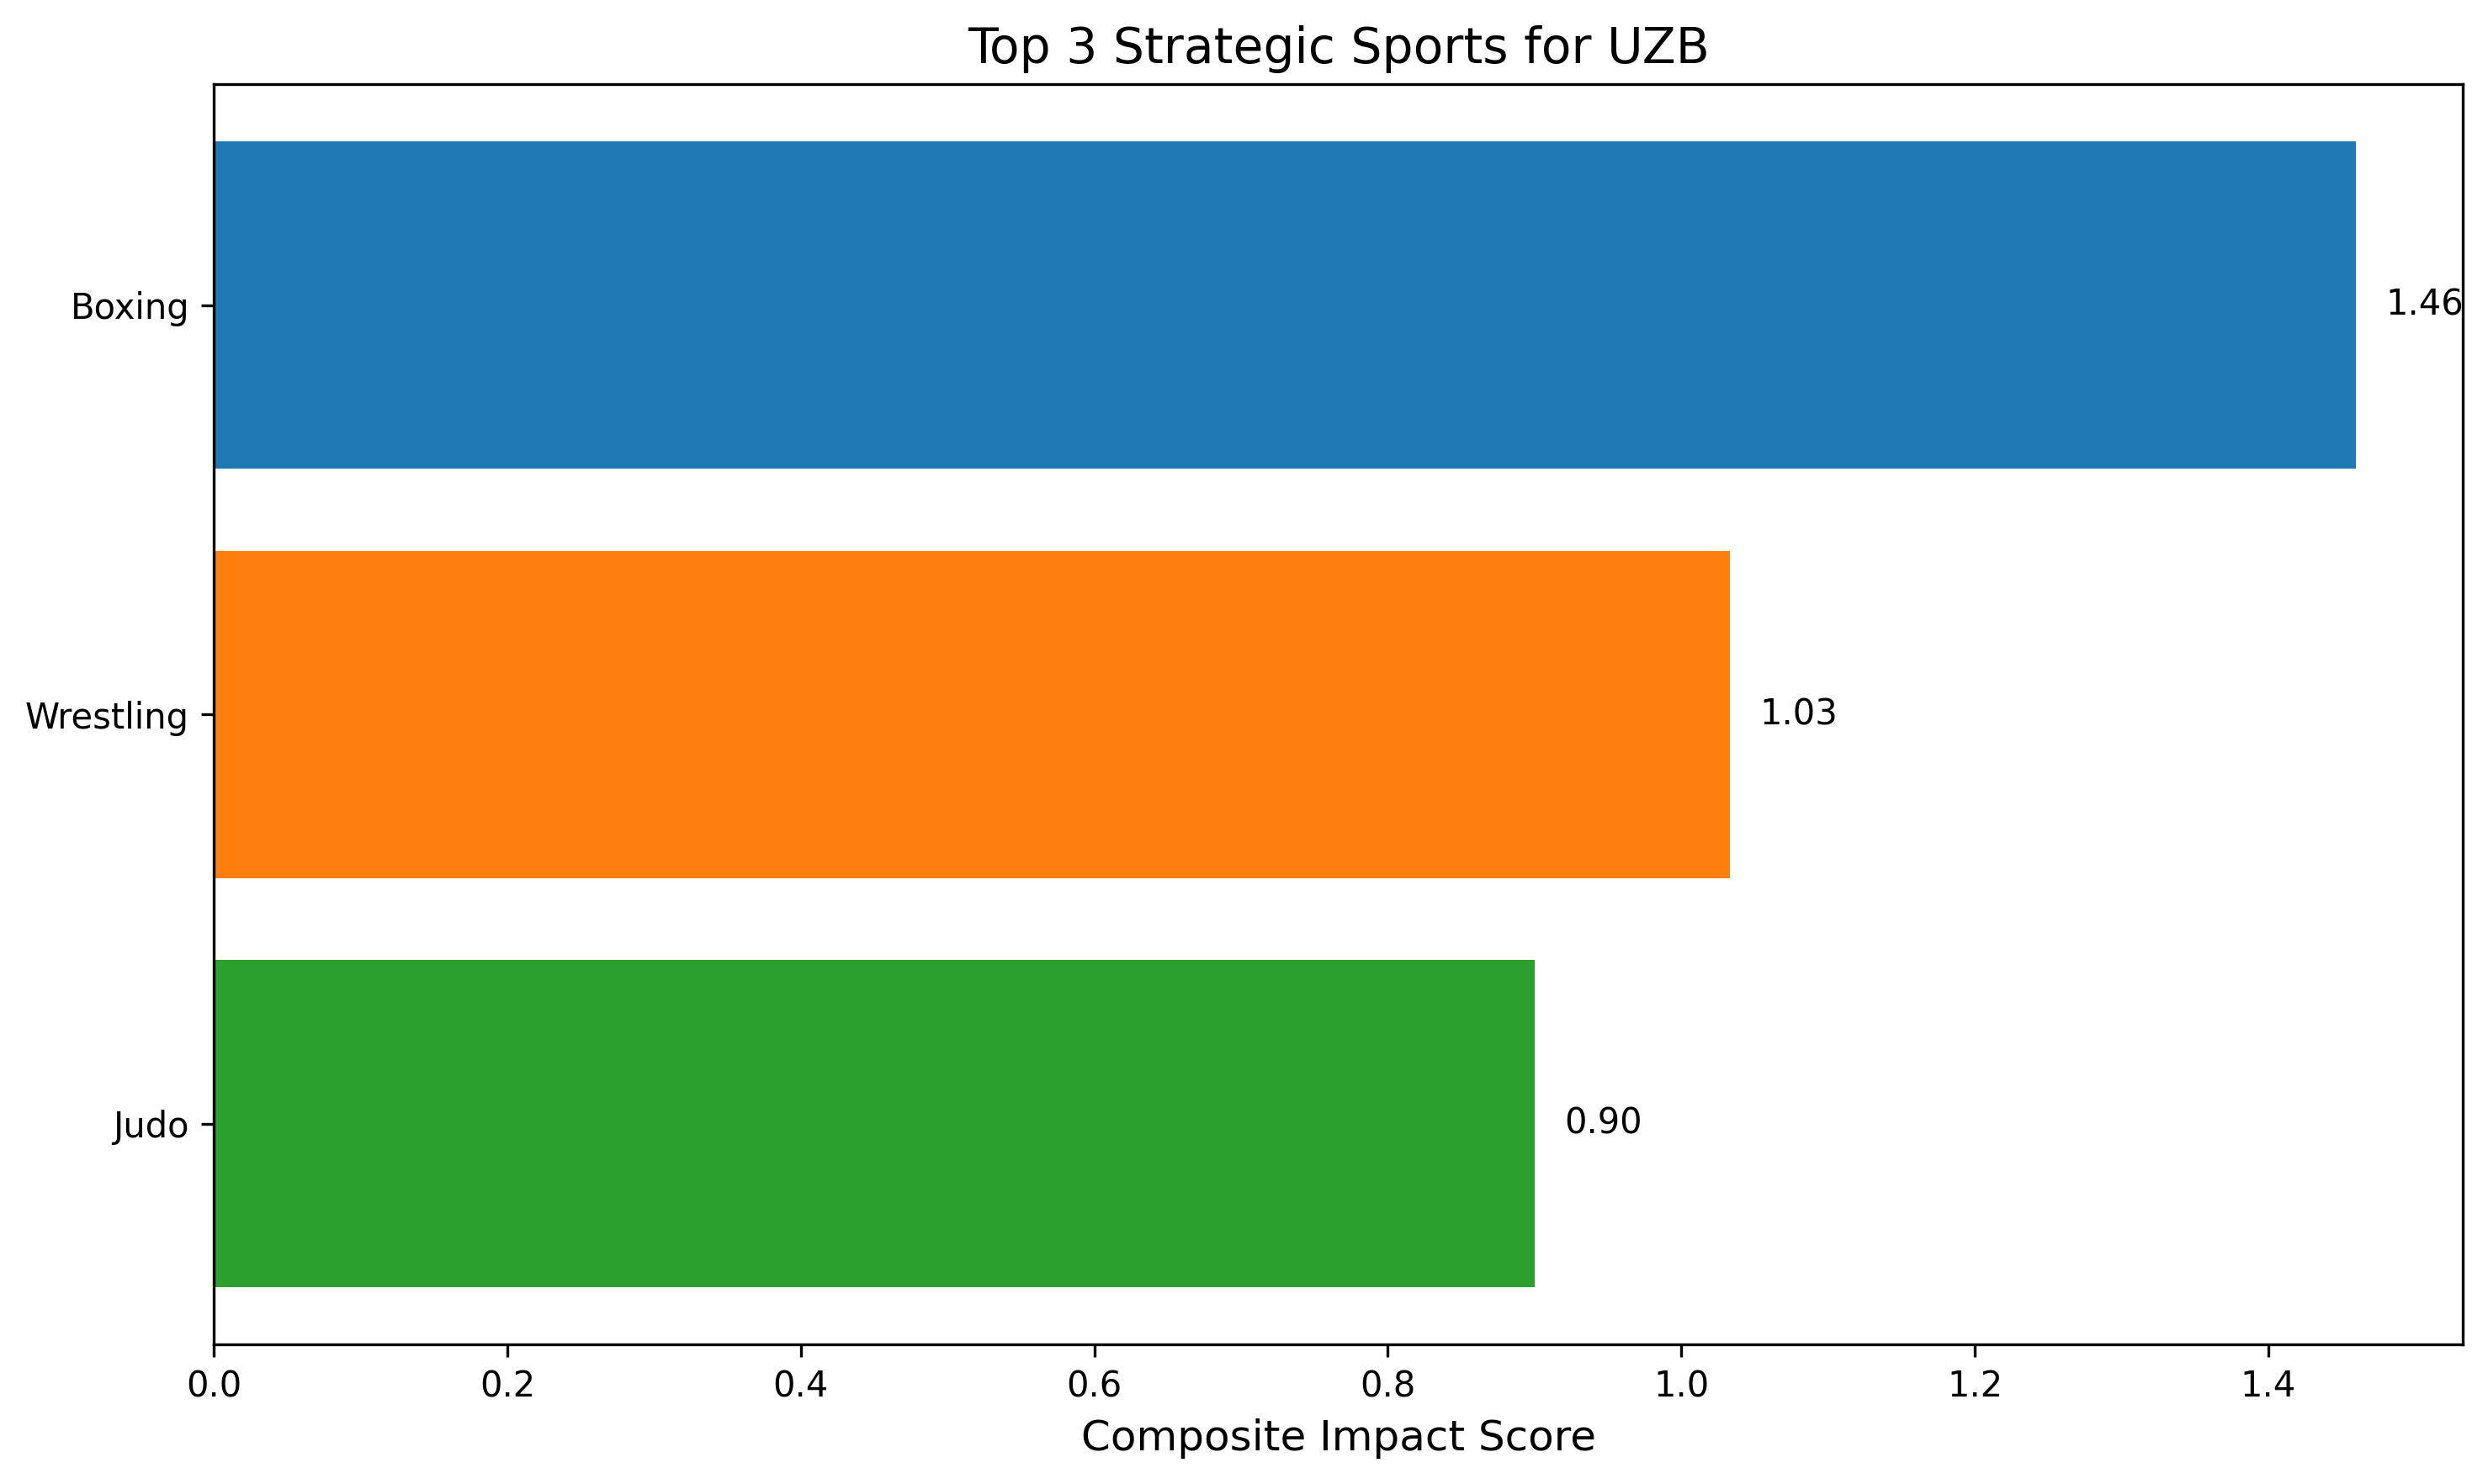 Top 3 Strategic Sports for UZB
Boxing
1.46
Wrestling
1.03
Judo
0.90
0.0 0.2 0.4 0.6 0.8 1.0 1.2 1.4
Composite Impact Score